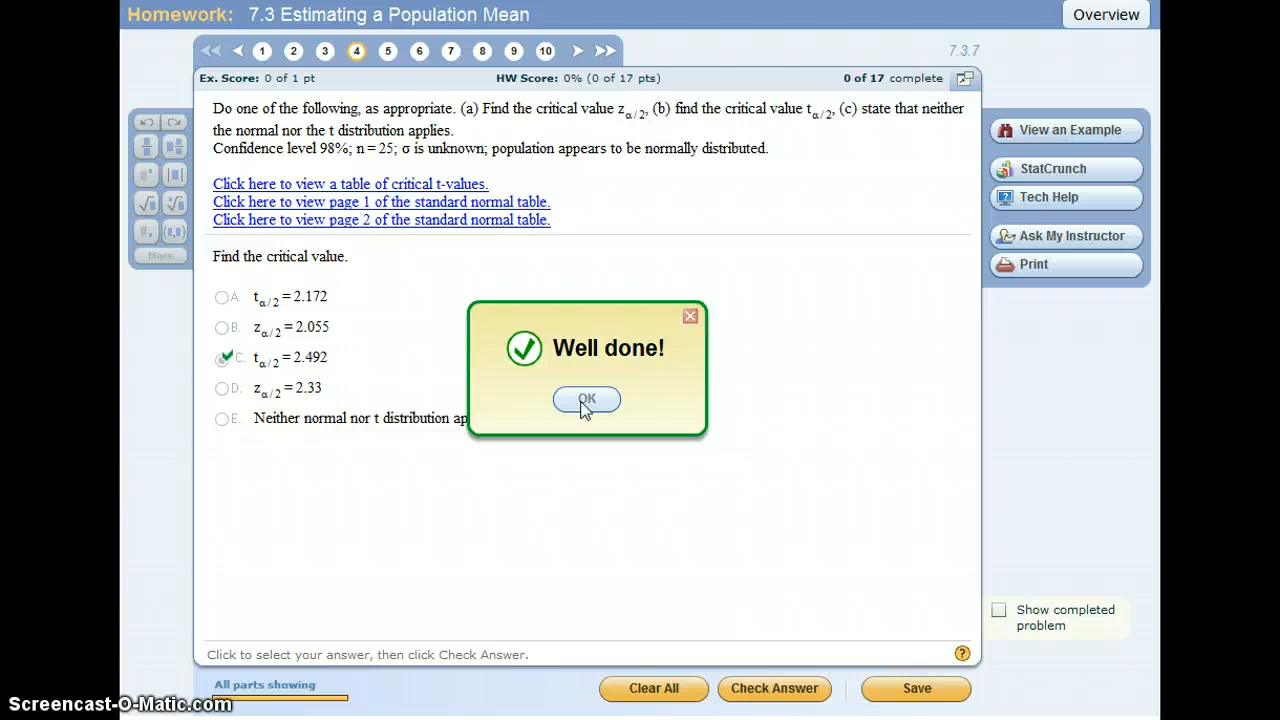 Homework: 7.3 Estimating a Population Mean
Overview
1 2 3 4 5 6 7 8 9 10
7.3.7
Ex. Score: 0 of 1 pt HW Score: 0% (0 of 17 pts) 0 of 17 complete
Do one of the following, as appropriate. (a) Find the critical value zα/2, (b) find the critical value tα/2, (c) state that neither
the normal nor the t distribution applies.
Confidence level 98%; n=25; σ is unknown; population appears to be normally distributed.
Click here to view a table of critical t-values.
Click here to view page 1 of the standard normal table.
Click here to view page 2 of the standard normal table.
Find the critical value.
A. tα/2=2.172
B. zα/2=2.055
C. tα/2=2.492
D. zα/2=2.33
E. Neither normal nor t distribution ap
Well done!
OK
More
View an Example
StatCrunch
Tech Help
Ask My Instructor
Print
Show completed
problem
Click to select your answer, then click Check Answer.
?
All parts showing
Clear All
Check Answer
Save
Screencast-O-Matic.com